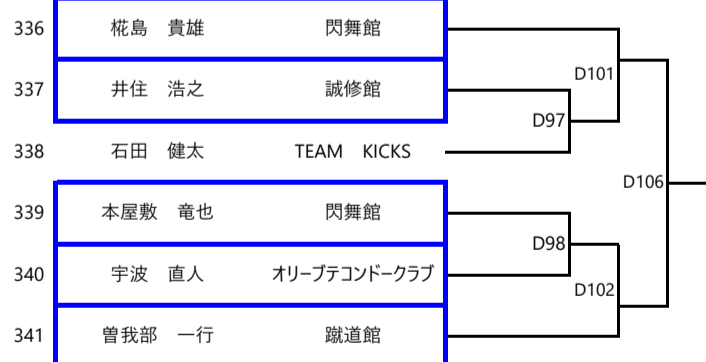 336 椛島 貴雄 閃舞館
337 井住 浩之 誠修館
D101
D97
338 石田 健太 TEAM KICKS
D106
339 本屋敷 竜也 閃舞館
D98
340 宇波 直人 オリーブテコンドークラブ
D102
341 曽我部 一行 蹴道館